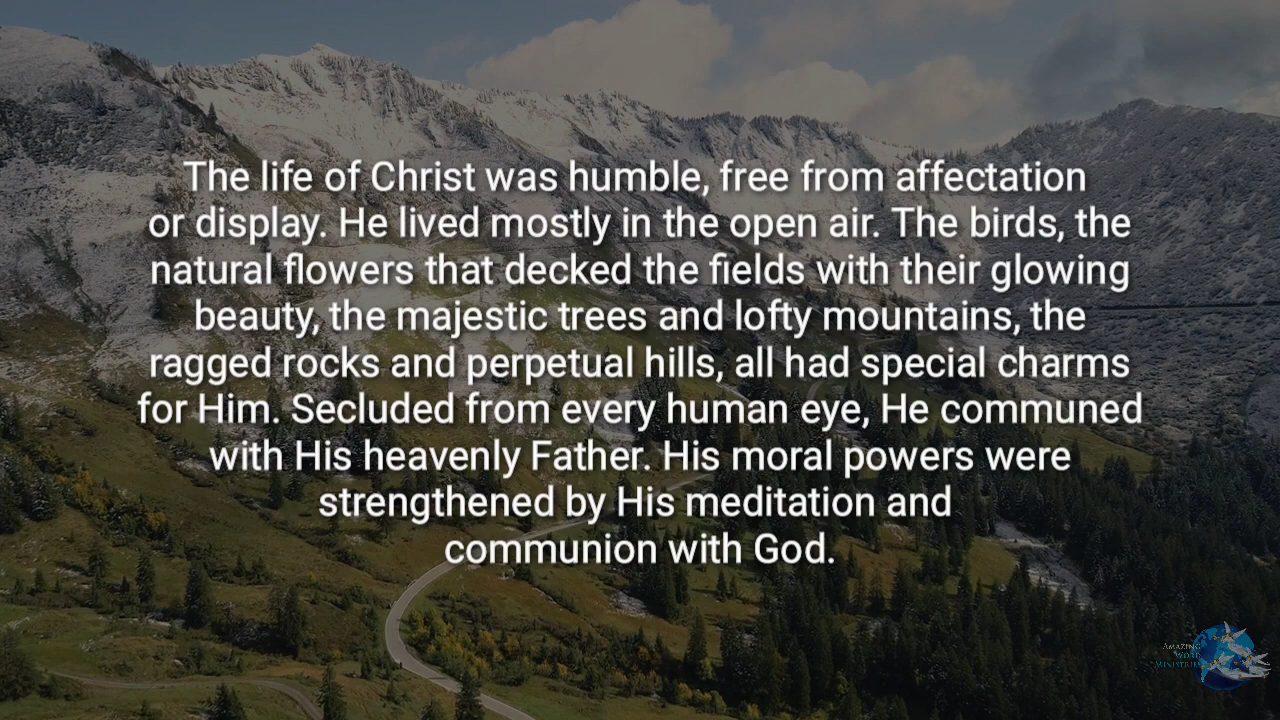 The life of Christ was humble, free from affectation
or display. He lived mostly in the open air. The birds, the
natural flowers that decked the fields with their glowing
beauty, the majestic trees and lofty mountains, the
ragged rocks and perpetual hills, all had special charms
for Him. Secluded from every human eye, He communed
with His heavenly Father. His moral powers were
strengthened by His meditation and
communion with God.
Amazing
Word
Ministries